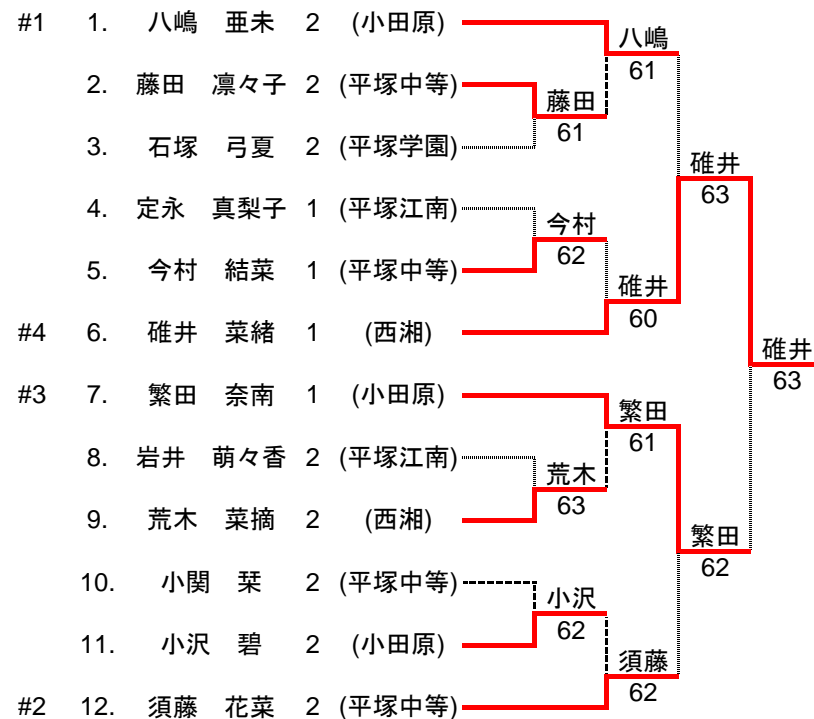 #1 1. 八嶋 亜未 2 (小田原)
八嶋
61
2. 藤田 凛々子 2 (平塚中等)
藤田
61
3. 石塚 弓夏 2 (平塚学園)
碓井
63
4. 定永 真梨子 1 (平塚江南)
今村
62
5. 今村 結菜 1 (平塚中等)
碓井
60
#4 6. 碓井 菜緒 1 (西湘)
碓井
63
#3 7. 繁田 奈南 1 (小田原)
繁田
61
8. 岩井 萌々香 2 (平塚江南)
荒木
63
9. 荒木 菜摘 2 (西湘)
繁田
62
10. 小関 栞 2 (平塚中等)
小沢
62
11. 小沢 碧 2 (小田原)
須藤
62
#2 12. 須藤 花菜 2 (平塚中等)